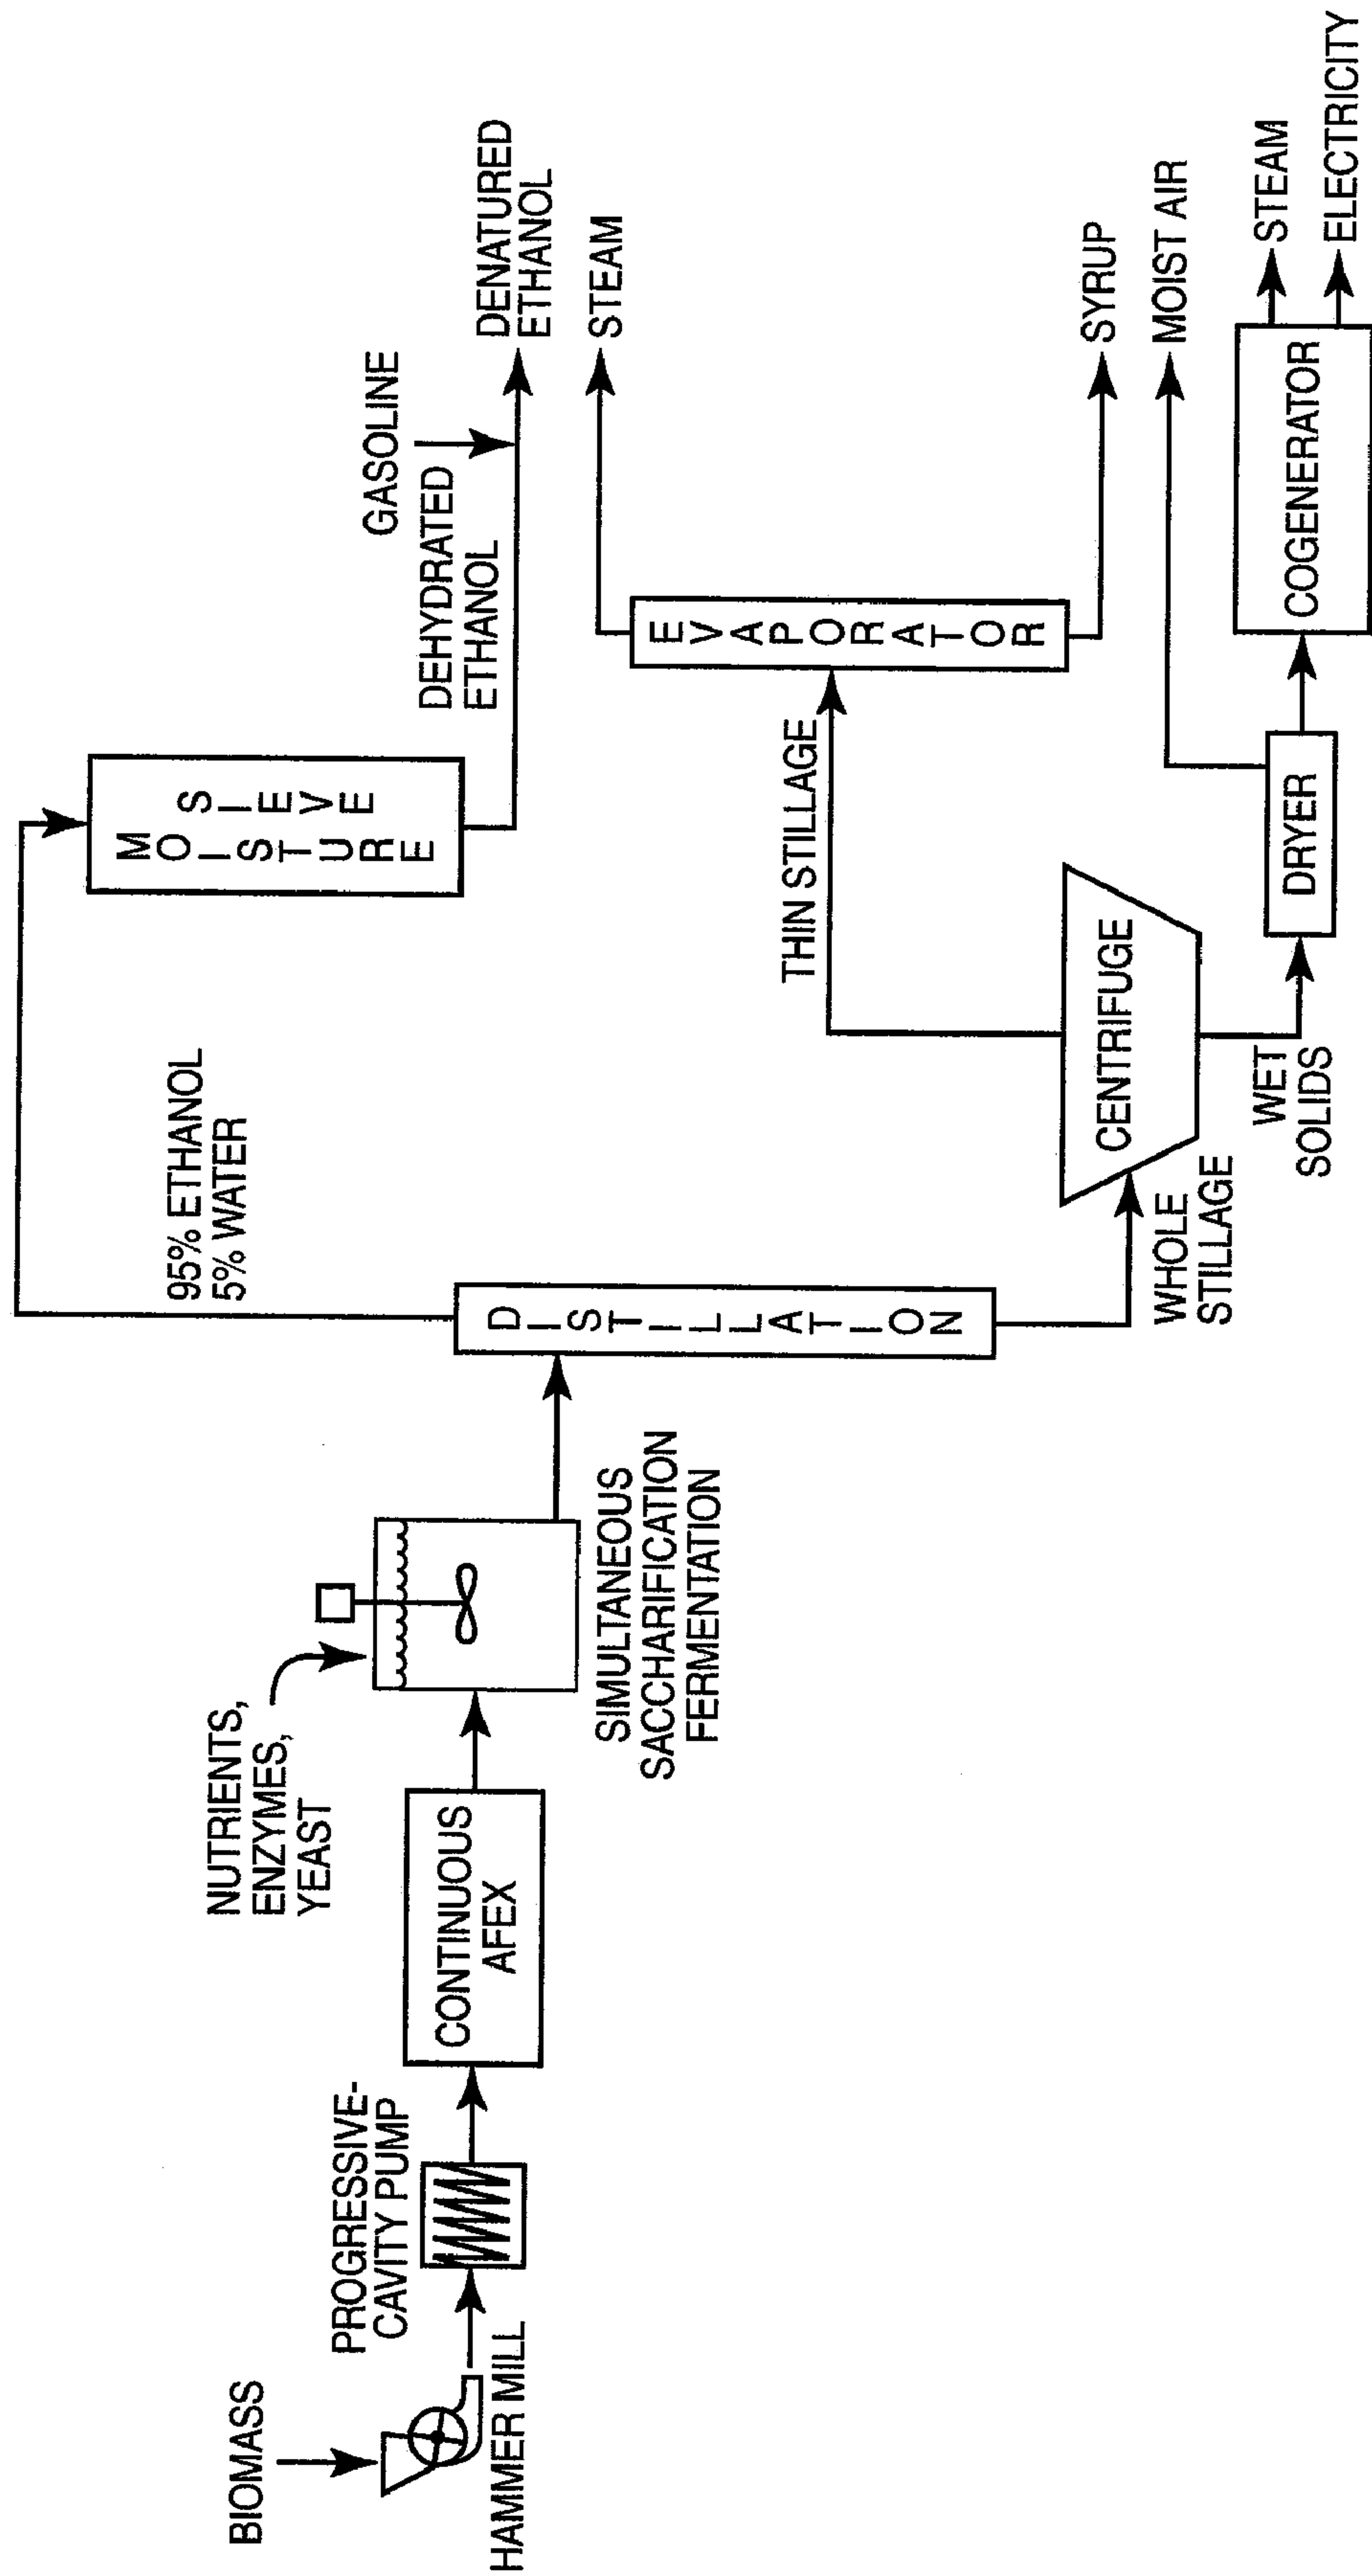 BIOMASS
HAMMER MILL
PROGRESSIVE-
CAVITY PUMP
CONTINUOUS
AFEX
NUTRIENTS,
ENZYMES,
YEAST
SIMULTANEOUS
SACCHARIFICATION
FERMENTATION
DISTILLATION
95% ETHANOL
5% WATER
MOISTURE
SIEVE
DEHYDRATED
ETHANOL
GASOLINE
DENATURED
ETHANOL
WHOLE
STILLAGE
CENTRIFUGE
THIN STILLAGE
EVAPORATOR
STEAM
SYRUP
WET
SOLIDS
DRYER
MOIST AIR
COGENERATOR
STEAM
ELECTRICITY